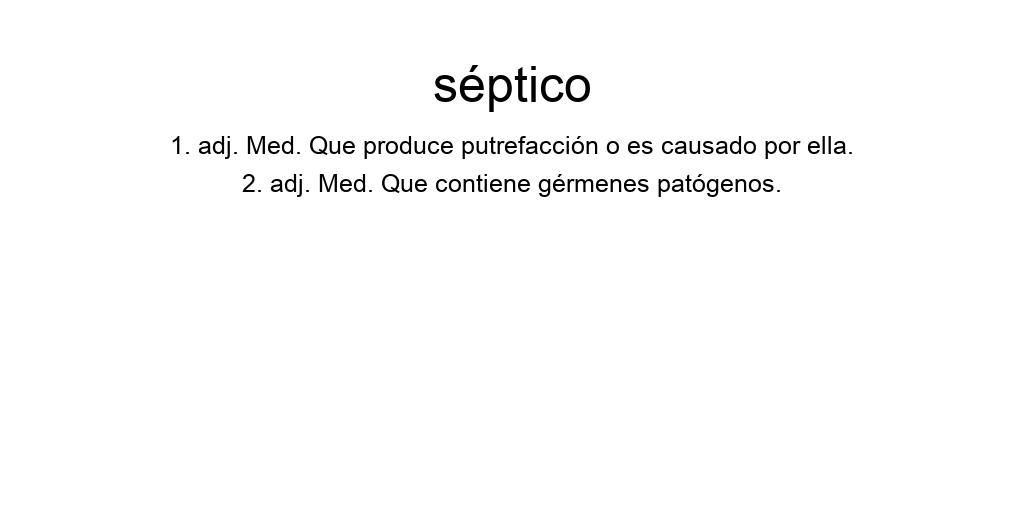 séptico
1. adj. Med. Que produce putrefacción o es causado por ella.
2. adj. Med. Que contiene gérmenes patógenos.